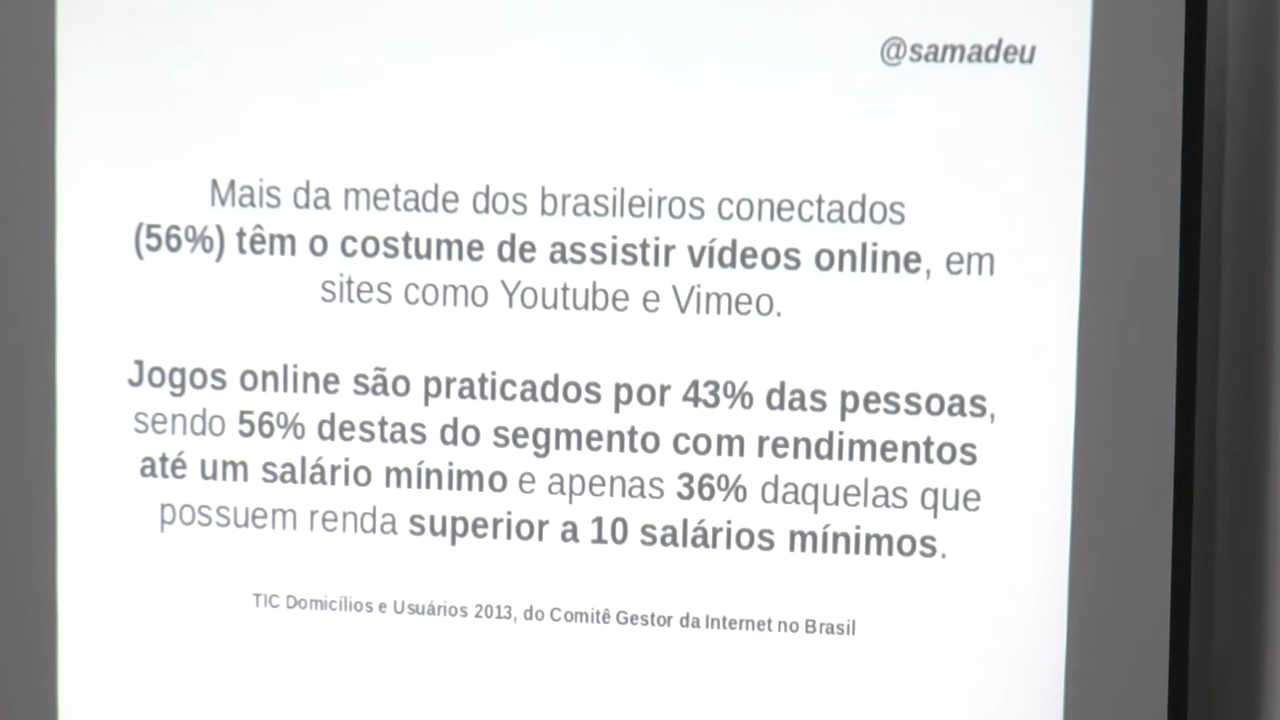 @samadeu
Mais da metade dos brasileiros conectados
(56%) têm o costume de assistir vídeos online, em
sites como Youtube e Vimeo.
Jogos online são praticados por 43% das pessoas,
sendo 56% destas do segmento com rendimentos
até um salário mínimo e apenas 36% daquelas que
possuem renda superior a 10 salários mínimos.
TIC Domicílios e Usuários 2013, do Comitê Gestor da Internet no Brasil